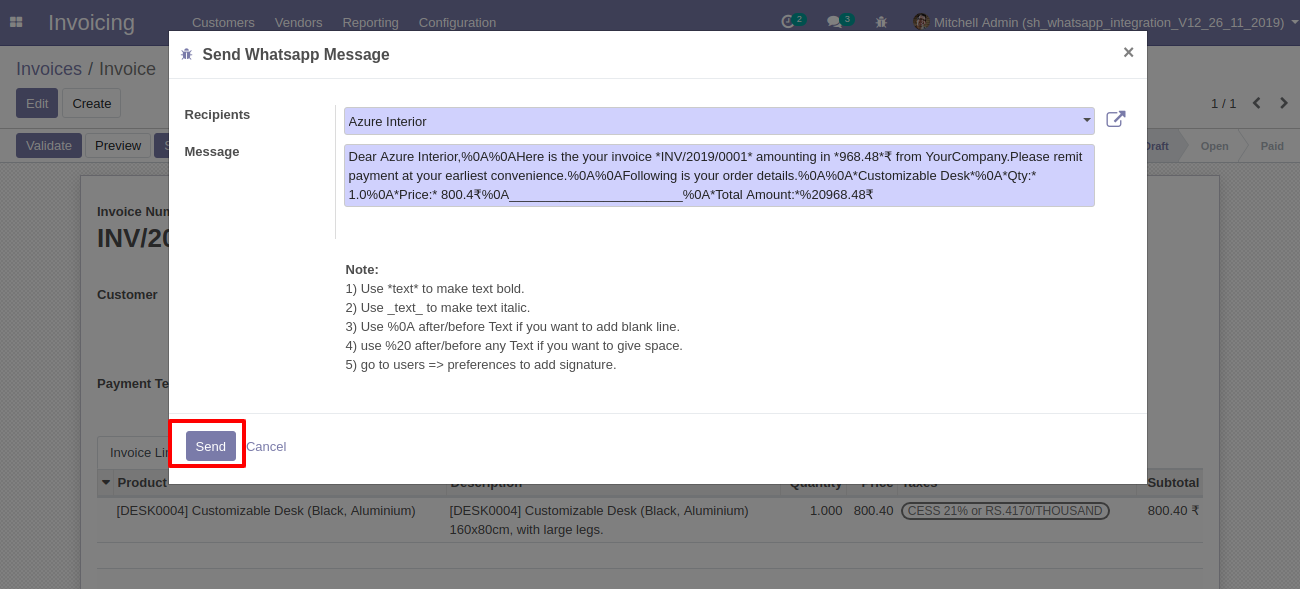 Invoicing Customers Vendors Reporting Configuration 2 3 Mitchell Admin (sh_whatsapp_integration_V12_26_11_2019)
Send Whatsapp Message ×
Invoices / Invoice
Edit Create 1 / 1
Recipients Azure Interior
Validate Preview Draft Open Paid
Message Dear Azure Interior,%0A%0AHere is the your invoice *INV/2019/0001* amounting in *968.48*₹ from YourCompany.Please remit
payment at your earliest convenience.%0A%0AFollowing is your order details.%0A%0A*Customizable Desk*%0A*Qty:*
1.0%0A*Price:* 800.4₹%0A________________________%0A*Total Amount:*%20968.48₹
Invoice Num
INV/20
Note:
1) Use *text* to make text bold.
Customer
2) Use _text_ to make text italic.
3) Use %0A after/before Text if you want to add blank line.
4) use %20 after/before any Text if you want to give space.
5) go to users => preferences to add signature.
Payment Te
Send Cancel
Invoice Lin
Product Description Quantity Price Taxes Subtotal
[DESK0004] Customizable Desk (Black, Aluminium) [DESK0004] Customizable Desk (Black, Aluminium) 1.000 800.40 CESS 21% or RS.4170/THOUSAND 800.40 ₹
160x80cm, with large legs.